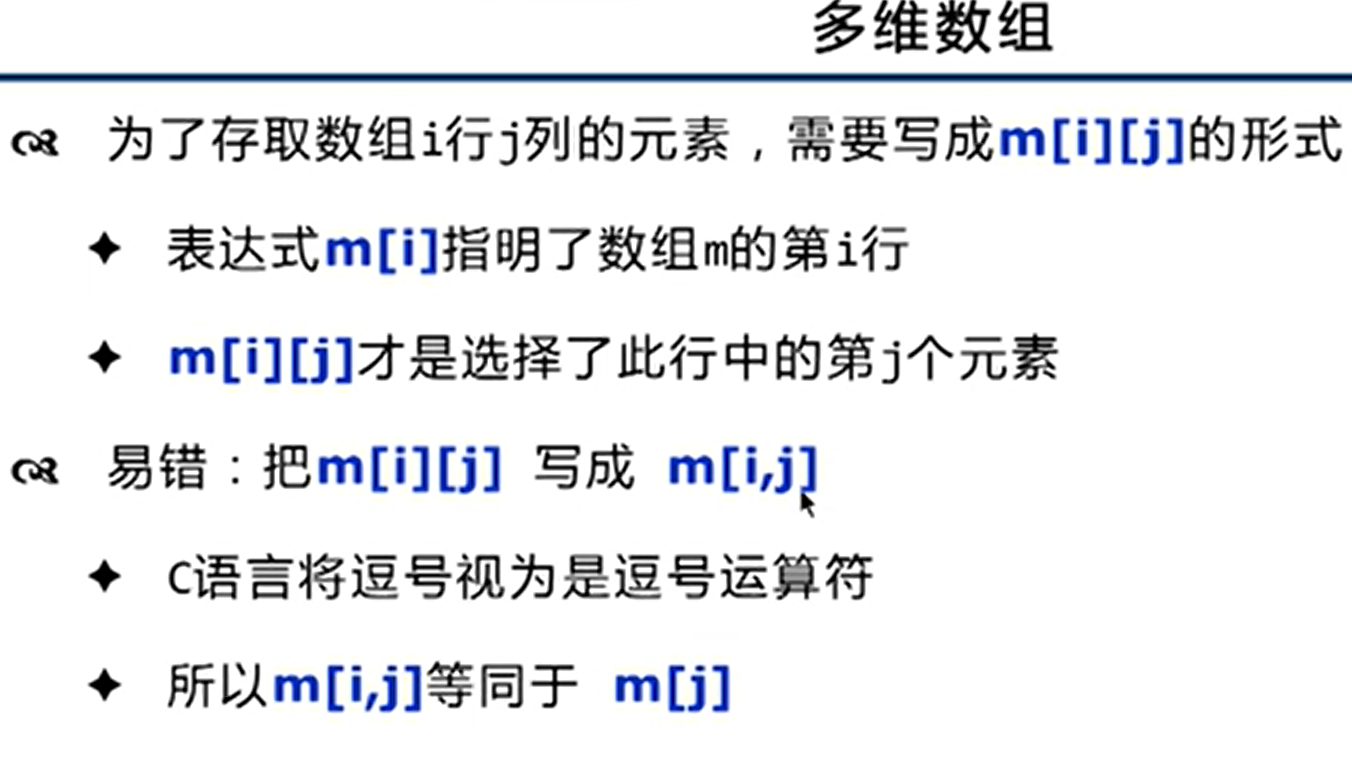 多维数组
为了存取数组i行j列的元素，需要写成m[i][j]的形式
表达式m[i]指明了数组m的第i行
m[i][j]才是选择了此行中的第j个元素
易错：把m[i][j] 写成 m[i,j]
C语言将逗号视为是逗号运算符
所以m[i,j]等同于 m[j]